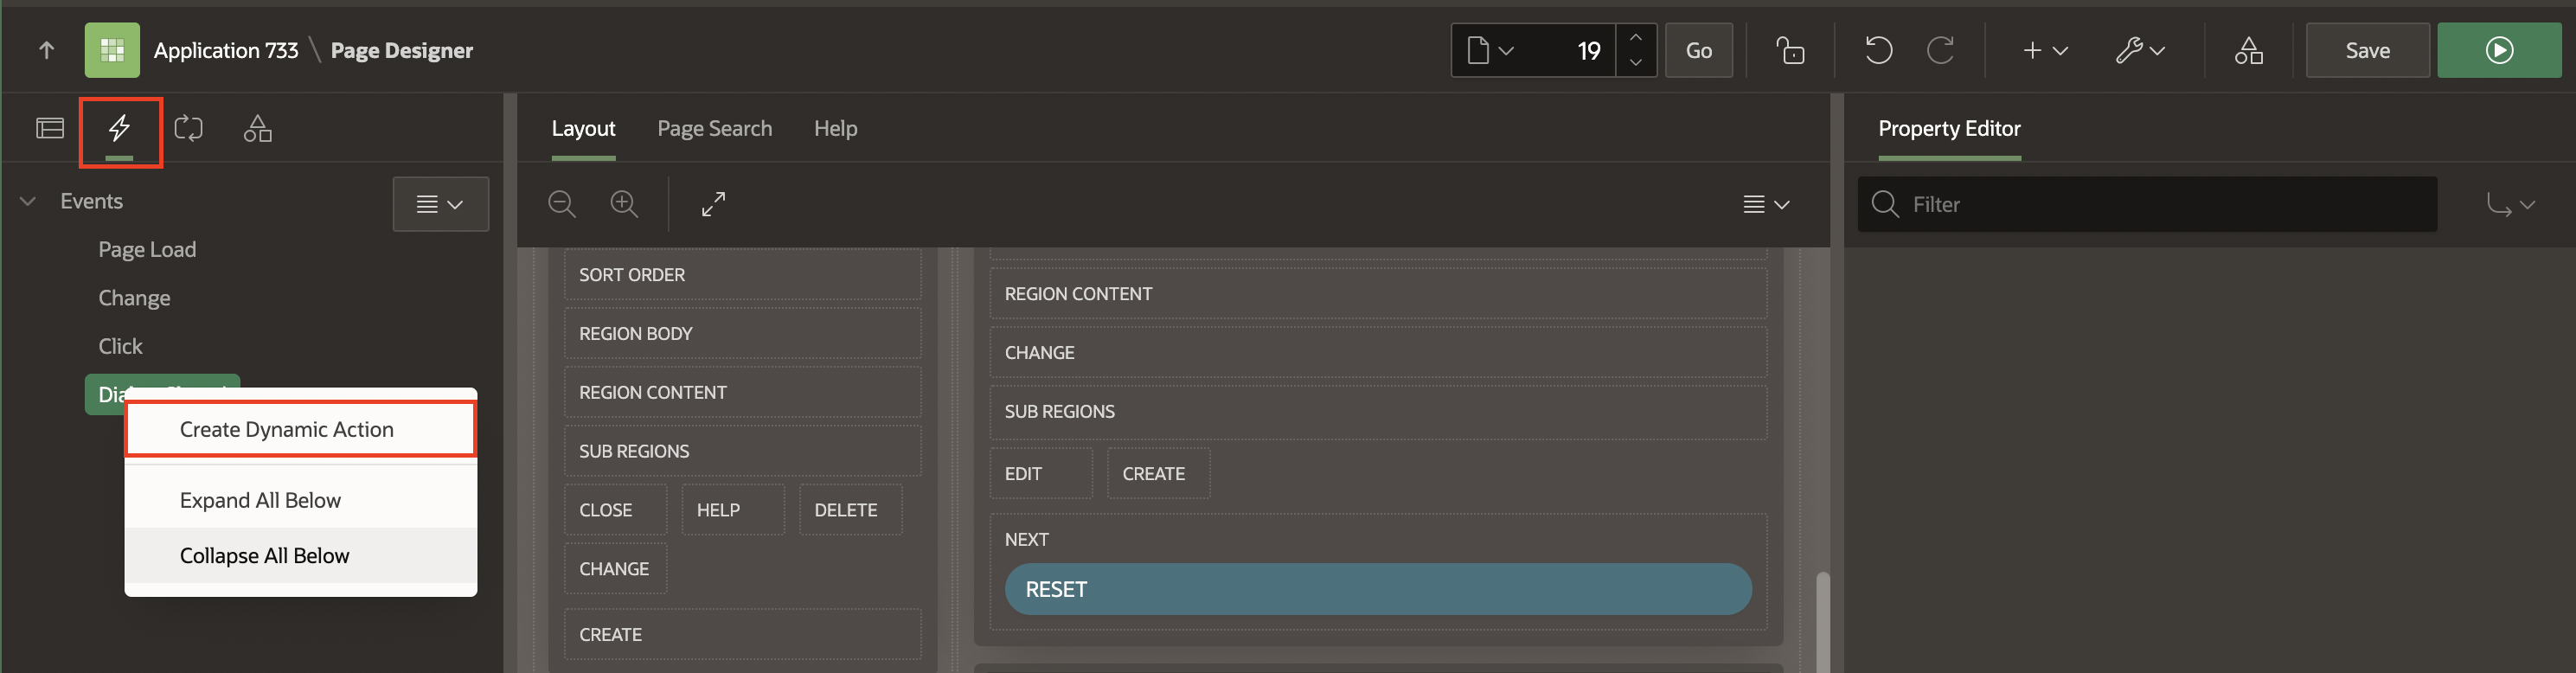 Application 733 \ Page Designer
19
Go
Save
Layout
Page Search
Help
Property Editor
Events
Filter
Page Load
Change
Click
Create Dynamic Action
Expand All Below
Collapse All Below
SORT ORDER
REGION BODY
REGION CONTENT
SUB REGIONS
CLOSE
HELP
DELETE
CHANGE
CREATE
REGION CONTENT
CHANGE
SUB REGIONS
EDIT
CREATE
NEXT
RESET